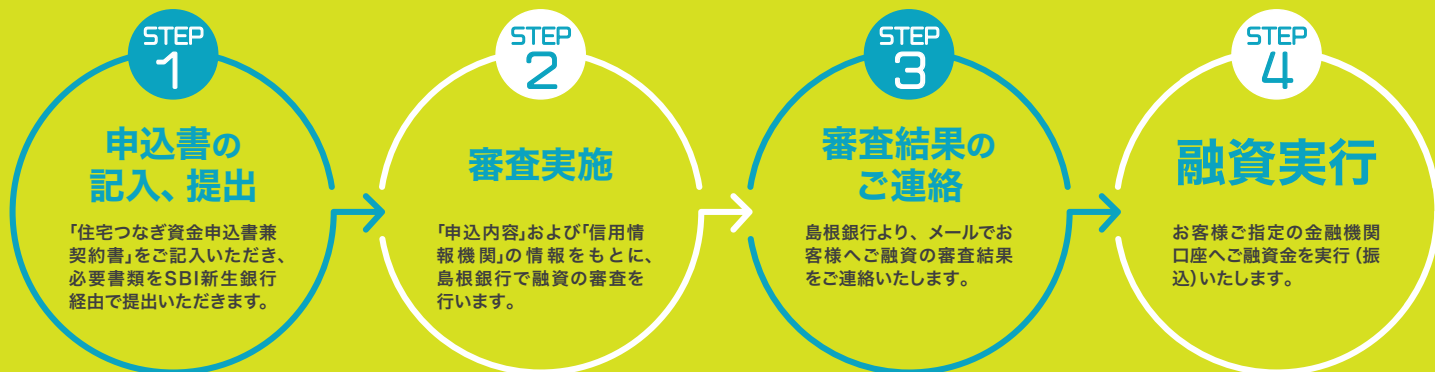 STEP
1
申込書の
記入、提出
「住宅つなぎ資金申込書兼
契約書」をご記入いただき、
必要書類をSBI新生銀行
経由で提出いただきます。
STEP
2
審査実施
「申込内容」および「信用情
報機関」の情報をもとに、
島根銀行で融資の審査を
行います。
STEP
3
審査結果の
ご連絡
島根銀行より、メールでお
客様へご融資の審査結果
をご連絡いたします。
STEP
4
融資実行
お客様ご指定の金融機関
口座へご融資金を実行(振
込)いたします。